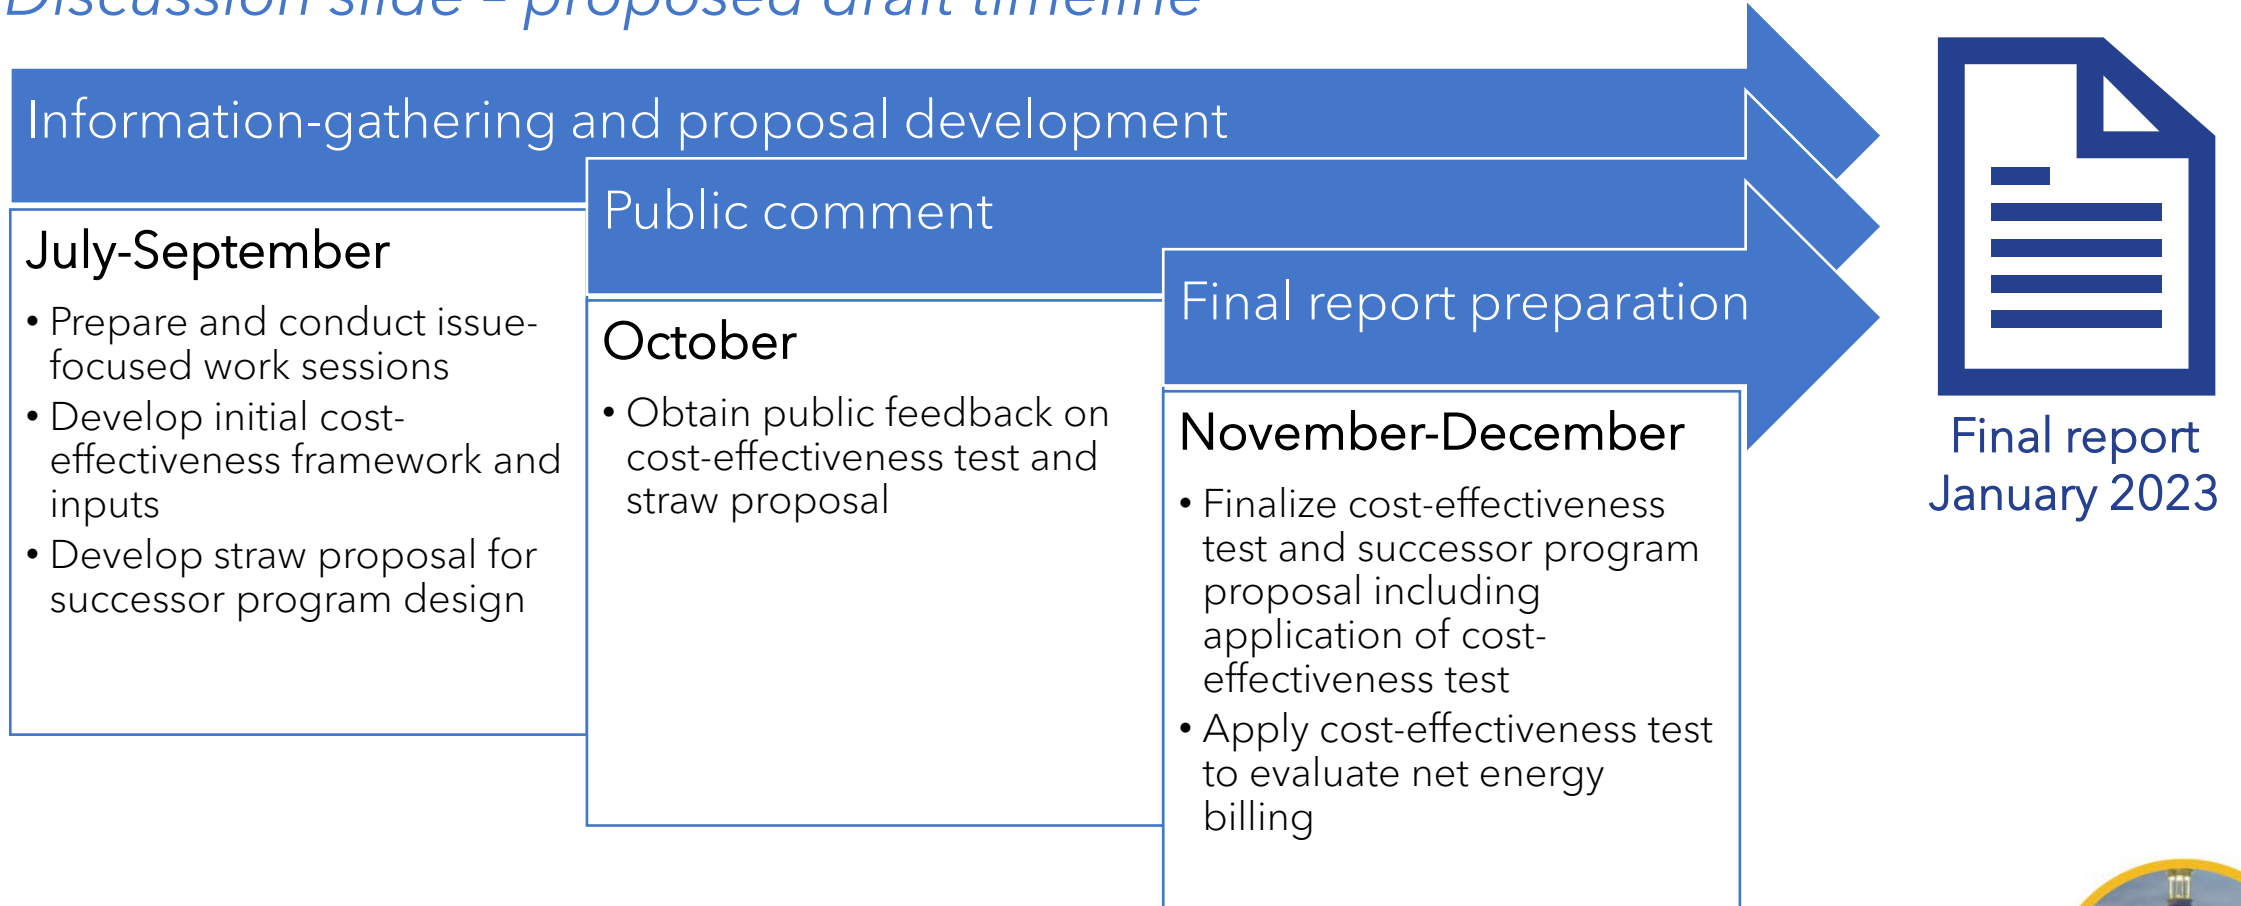 Discussion slide – proposed draft timeline
Information-gathering and proposal development
July-September
• Prepare and conduct issue-
focused work sessions
• Develop initial cost-
effectiveness framework and
inputs
• Develop straw proposal for
successor program design
Public comment
October
• Obtain public feedback on
cost-effectiveness test and
straw proposal
Final report preparation
November-December
• Finalize cost-effectiveness
test and successor program
proposal including
application of cost-
effectiveness test
• Apply cost-effectiveness test
to evaluate net energy
billing
Final report
January 2023